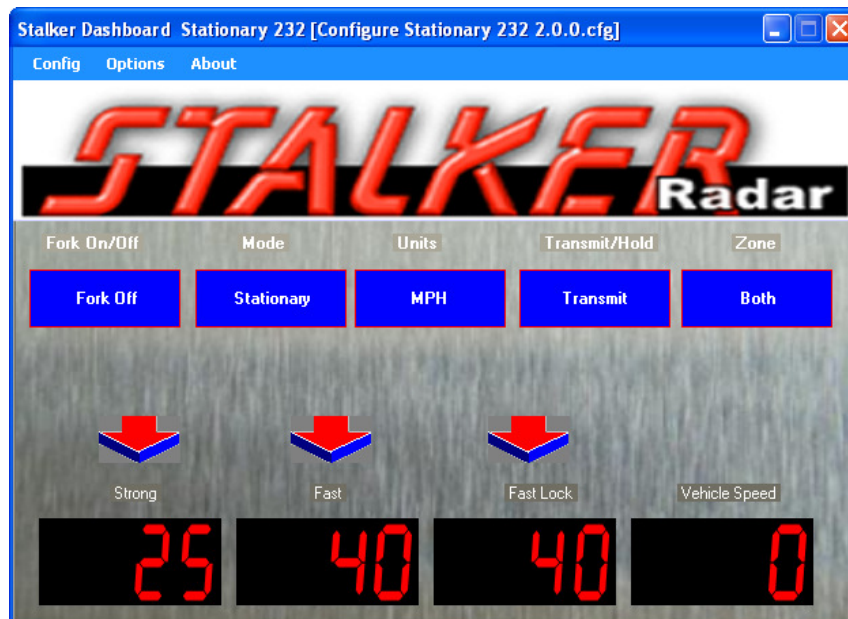 Stalker Dashboard Stationary 232 [Configure Stationary 232 2.0.0.cfg]
Config Options About
STALKER
Radar
Fork On/Off Mode Units Transmit/Hold Zone
Fork Off Stationary MPH Transmit Both
Strong Fast Fast Lock Vehicle Speed
25 40 40 0